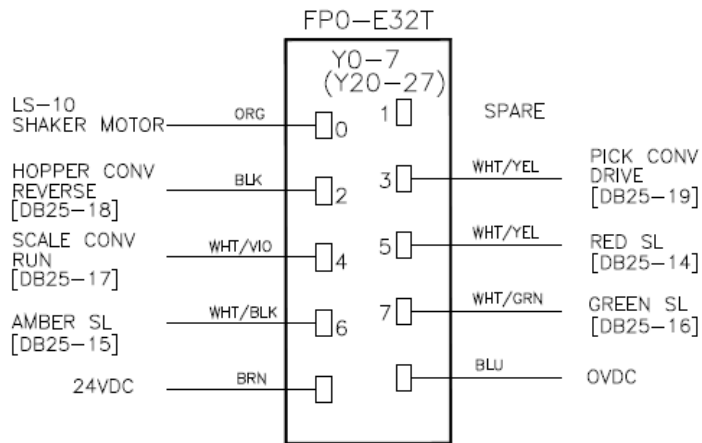 FP0-E32T
Y0-7
(Y20-27)
LS-10
SHAKER MOTOR
ORG
0
1
SPARE
HOPPER CONV
REVERSE
[DB25-18]
BLK
2
3
WHT/YEL
PICK CONV
DRIVE
[DB25-19]
SCALE CONV
RUN
[DB25-17]
WHT/VIO
4
5
WHT/YEL
RED SL
[DB25-14]
AMBER SL
[DB25-15]
WHT/BLK
6
7
WHT/GRN
GREEN SL
[DB25-16]
24VDC
BRN
BLU
0VDC